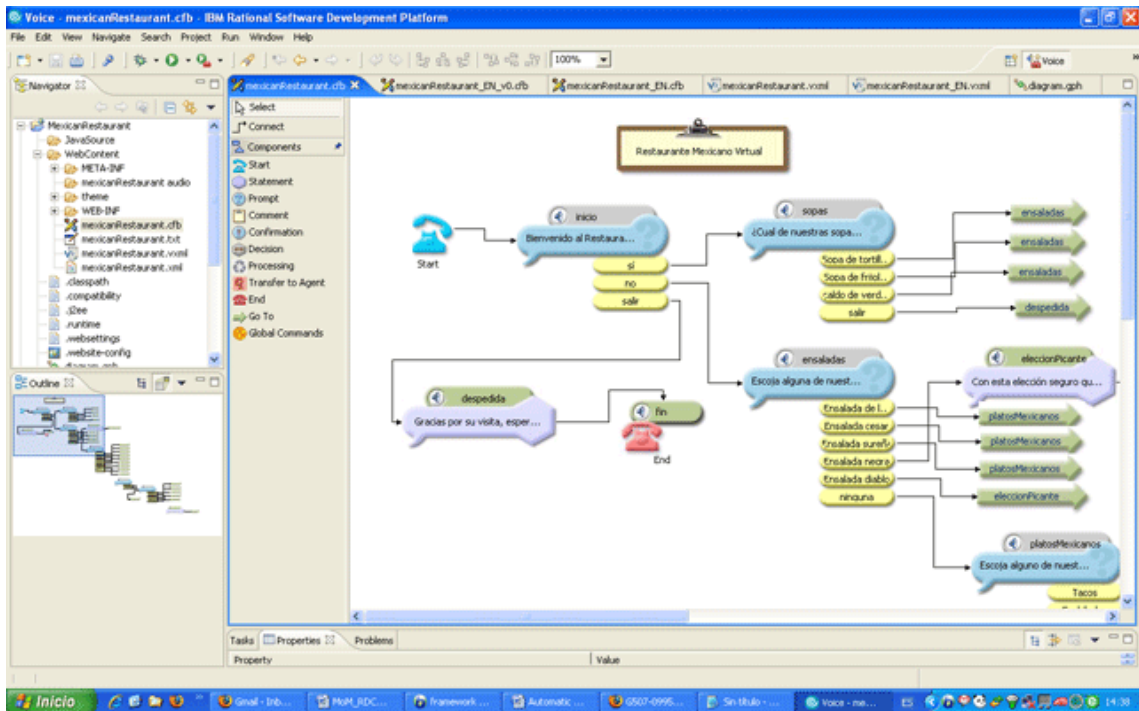 Voice - mexicanRestaurant.cfb - IBM Rational Software Development Platform
File Edit View Navigate Search Project Run Window Help
100%
Voice
Navigator
mexicanRestaurant.cfb
mexicanRestaurant_EN_v0.cfb
mexicanRestaurant_EN.cfb
mexicanRestaurant.vxml
mexicanRestaurant_EN.vxml
diagram.gph
MexicanRestaurant
JavaSource
WebContent
META-INF
mexicanRestaurant audio
theme
WEB-INF
mexicanRestaurant.cfb
mexicanRestaurant.txt
mexicanRestaurant.vxml
mexicanRestaurant.xml
.classpath
.compatibility
.j2ee
.runtime
.websettings
.website-config
diagram.gph
Outline
Select
Connect
Components
Start
Statement
Prompt
Comment
Confirmation
Decision
Processing
Transfer to Agent
End
Go To
Global Commands
Restaurante Mexicano Virtual
Start
inicio
Bienvenido al Restaura...
sí
no
salir
sopas
¿Cual de nuestras sopa...
Sopa de tortill..
Sopa de frijol..
caldo de verd..
salir
ensaladas
ensaladas
ensaladas
despedida
ensaladas
Escoja alguna de nuest...
Ensalada de l..
Ensalada cesar
Ensalada sureñ
Ensalada negra
Ensalada diablo
ninguna
eleccionPicante
Con esta elección seguro qu...
platosMexicanos
platosMexicanos
platosMexicanos
eleccionPicante
despedida
Gracias por su visita, esper...
fin
End
platosMexicanos
Escoja alguno de nuest...
Tacos
Tasks Properties Problems
Property Value
Inicio
Gmail - Inb...
MoM_RDC...
framework ...
Automatic ...
G507-0995...
Sin título - ...
Voice - me...
ES
14:38